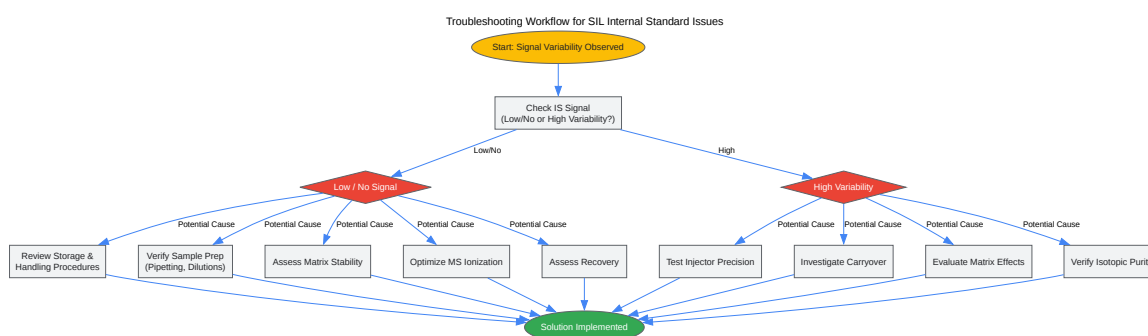 Troubleshooting Workflow for SIL Internal Standard Issues
Start: Signal Variability Observed
Check IS Signal
(Low/No or High Variability?)
Low/No
High
Low / No Signal
High Variability
Potential Cause
Potential Cause
Potential Cause
Potential Cause
Potential Cause
Potential Cause
Potential Cause
Potential Cause
Potential Cause
Review Storage &
Handling Procedures
Verify Sample Prep
(Pipetting, Dilutions)
Assess Matrix Stability
Optimize MS Ionization
Assess Recovery
Test Injector Precision
Investigate Carryover
Evaluate Matrix Effects
Verify Isotopic Purit
Solution Implemented